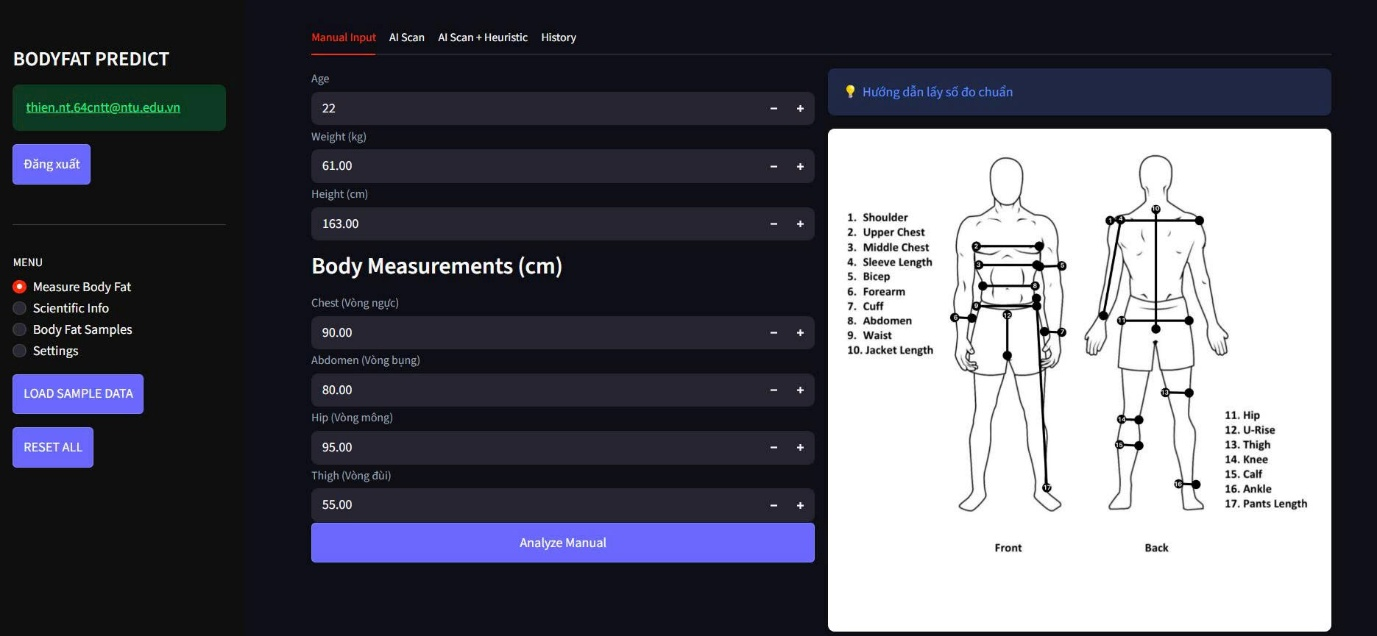 BODYFAT PREDICT
thien.nt.64cntt@ntu.edu.vn
Đăng xuất
MENU
Measure Body Fat
Scientific Info
Body Fat Samples
Settings
LOAD SAMPLE DATA
RESET ALL
Manual Input AI Scan AI Scan + Heuristic History
Age
22
Weight (kg)
61.00
Height (cm)
163.00
Body Measurements (cm)
Chest (Vòng ngực)
90.00
Abdomen (Vòng bụng)
80.00
Hip (Vòng mông)
95.00
Thigh (Vòng đùi)
55.00
Analyze Manual
Hướng dẫn lấy số đo chuẩn
1. Shoulder
2. Upper Chest
3. Middle Chest
4. Sleeve Length
5. Bicep
6. Forearm
7. Cuff
8. Abdomen
9. Waist
10. Jacket Length
11. Hip
12. U-Rise
13. Thigh
14. Knee
15. Calf
16. Ankle
17. Pants Length
Front
Back